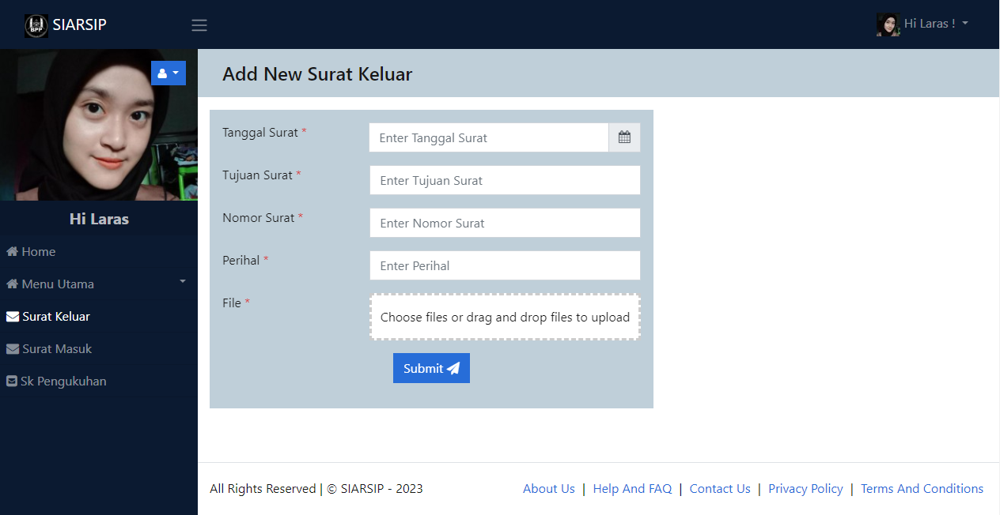 SIARSIP
Hi Laras !
Add New Surat Keluar
Hi Laras
Home
Menu Utama
Surat Keluar
Surat Masuk
Sk Pengukuhan
Tanggal Surat *
Enter Tanggal Surat
Tujuan Surat *
Enter Tujuan Surat
Nomor Surat *
Enter Nomor Surat
Perihal *
Enter Perihal
File *
Choose files or drag and drop files to upload
Submit
All Rights Reserved | © SIARSIP - 2023
About Us | Help And FAQ | Contact Us | Privacy Policy | Terms And Conditions